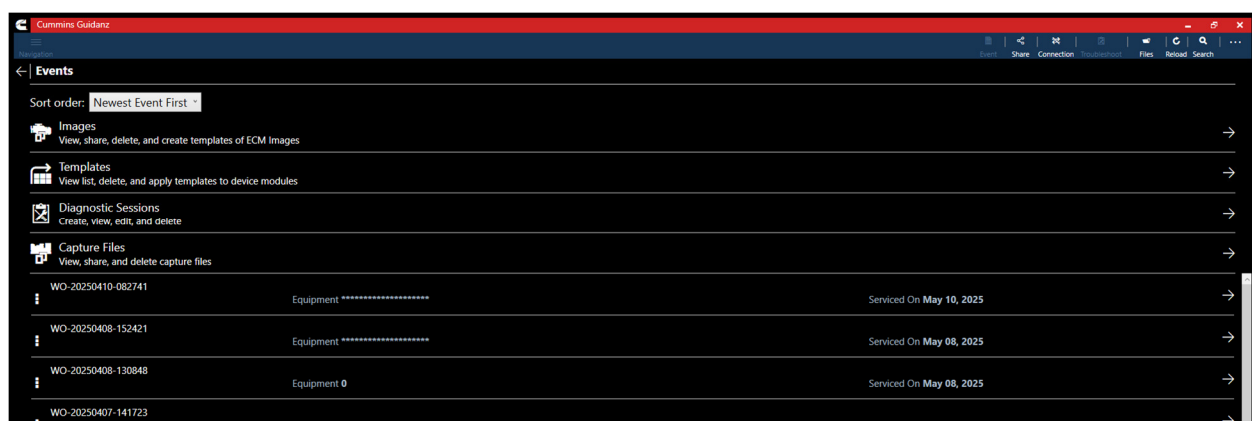 Cummins Guidanz
Navigation
Event Share Connection Troubleshoot Files Reload Search
Events
Sort order: Newest Event First
Images
View, share, delete, and create templates of ECM Images
Templates
View list, delete, and apply templates to device modules
Diagnostic Sessions
Create, view, edit, and delete
Capture Files
View, share, and delete capture files
WO-20250410-082741
Equipment ******************** Serviced On May 10, 2025
WO-20250408-152421
Equipment ******************** Serviced On May 08, 2025
WO-20250408-130848
Equipment 0 Serviced On May 08, 2025
WO-20250407-141723